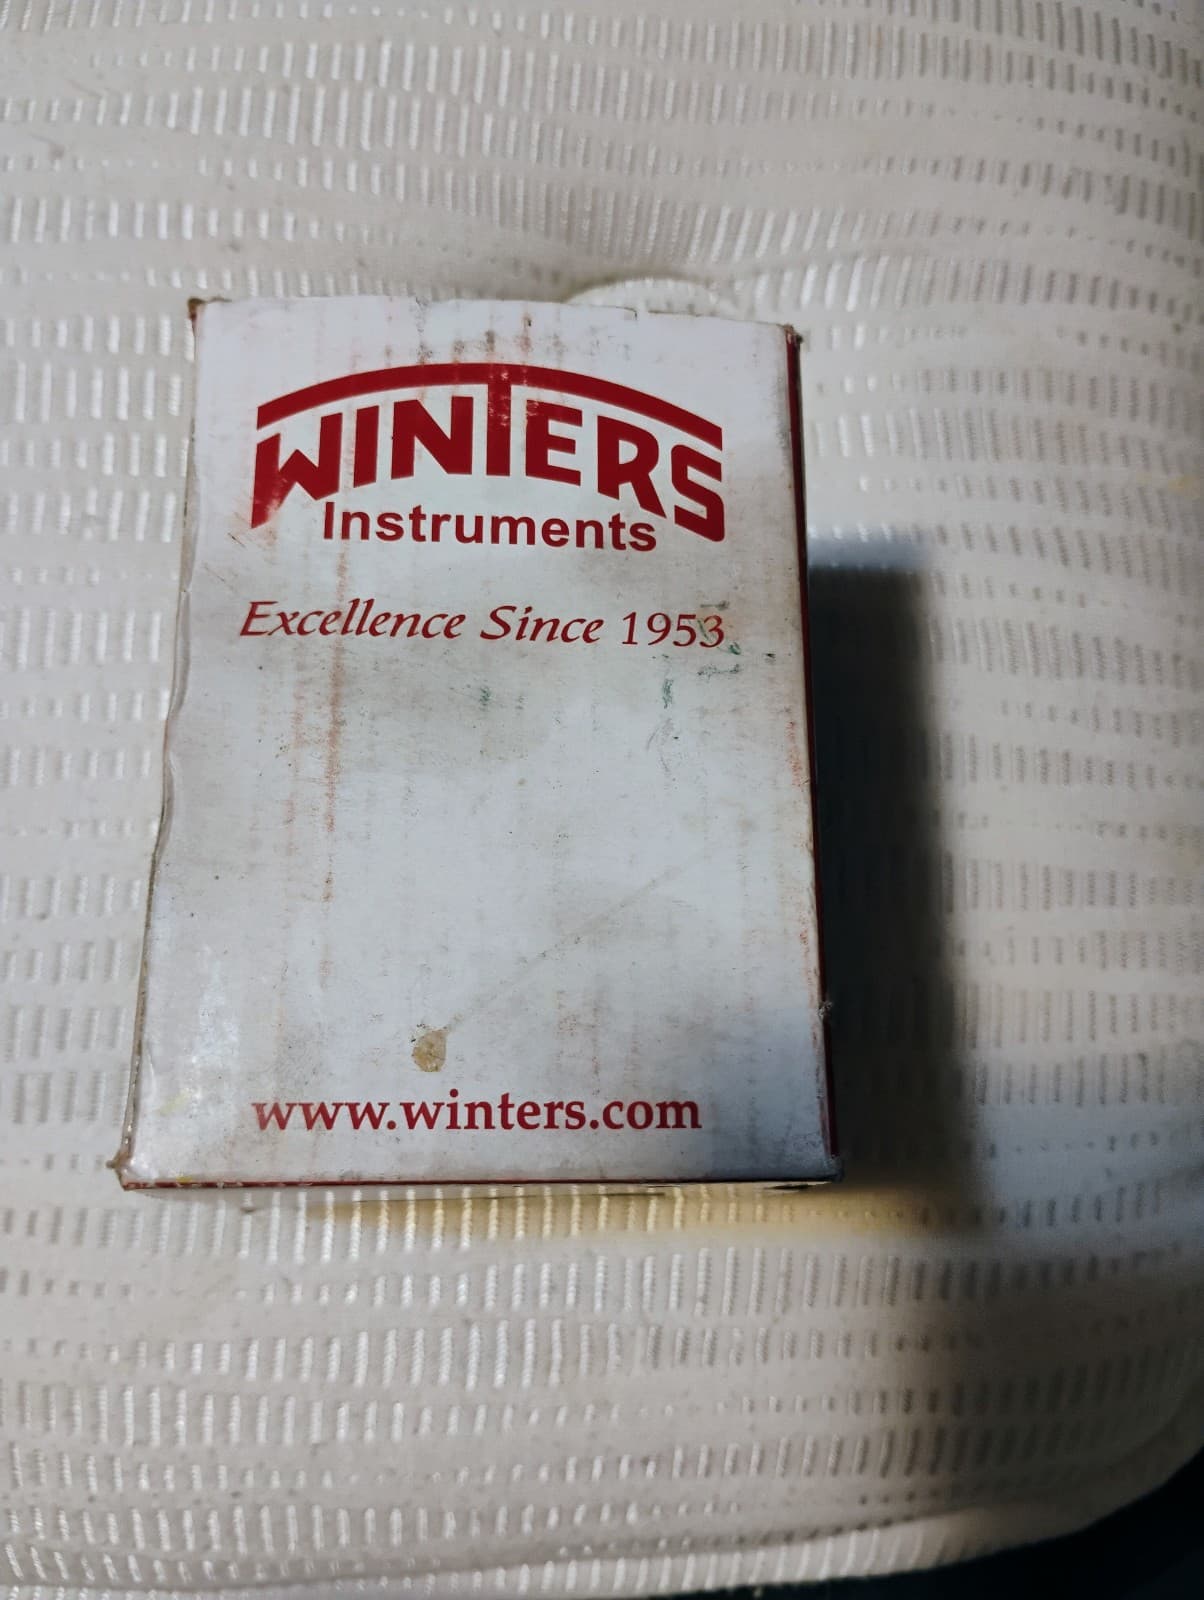 WINTERS
Instruments
Excellence Since 1953
www.winters.com